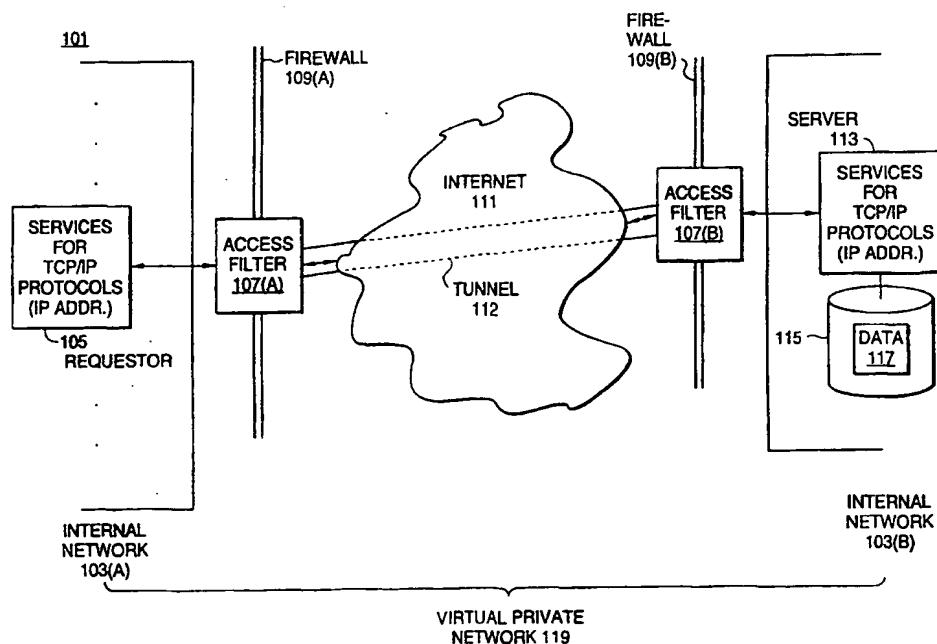 101
FIREWALL
109(A)
FIRE-
WALL
109(B)
SERVER
113
INTERNET
111
SERVICES
FOR
TCP/IP
PROTOCOLS
(IP ADDR.)
105
REQUESTOR
ACCESS
FILTER
107(A)
TUNNEL
112
ACCESS
FILTER
107(B)
SERVICES
FOR
TCP/IP
PROTOCOLS
(IP ADDR.)
115
DATA
117
INTERNAL
NETWORK
103(A)
INTERNAL
NETWORK
103(B)
VIRTUAL PRIVATE
NETWORK 119